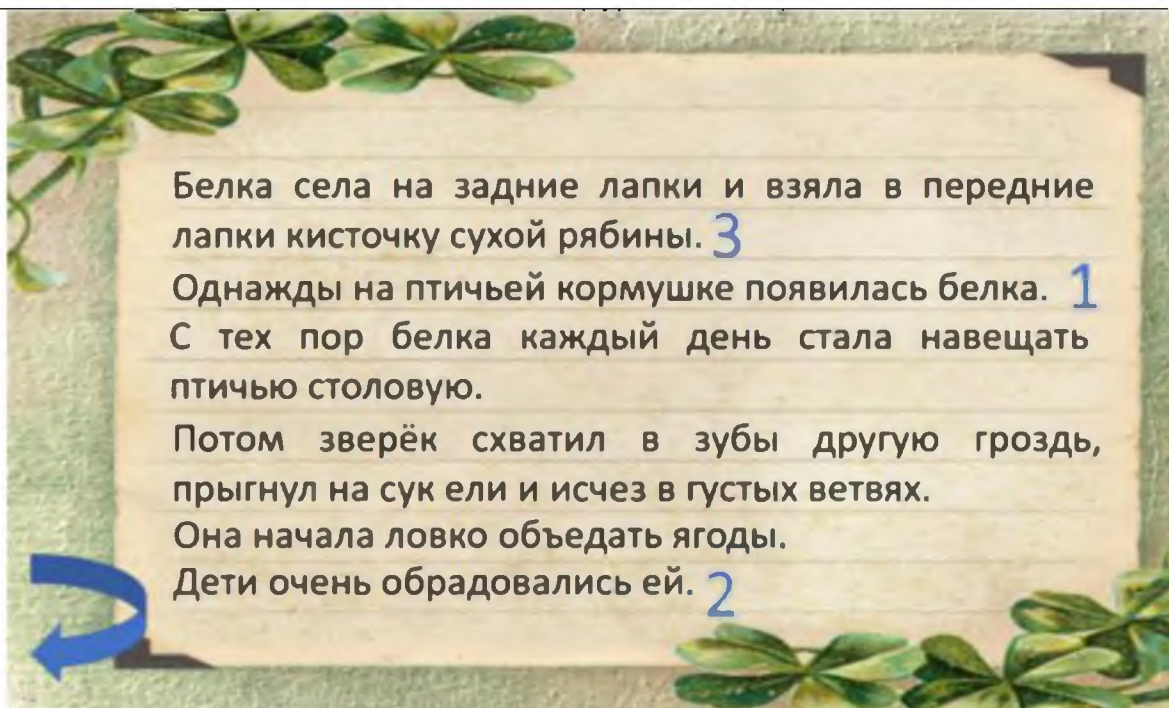 Белка села на задние лапки и взяла в передние
лапки кисточку сухой рябины. 3
Однажды на птичьей кормушке появилась белка. 1
С тех пор белка каждый день стала навещать
птичью столовую.
Потом зверёк схватил в зубы другую гроздь,
прыгнул на сук ели и исчез в густых ветвях.
Она начала ловко объедать ягоды.
Дети очень обрадовались ей. 2